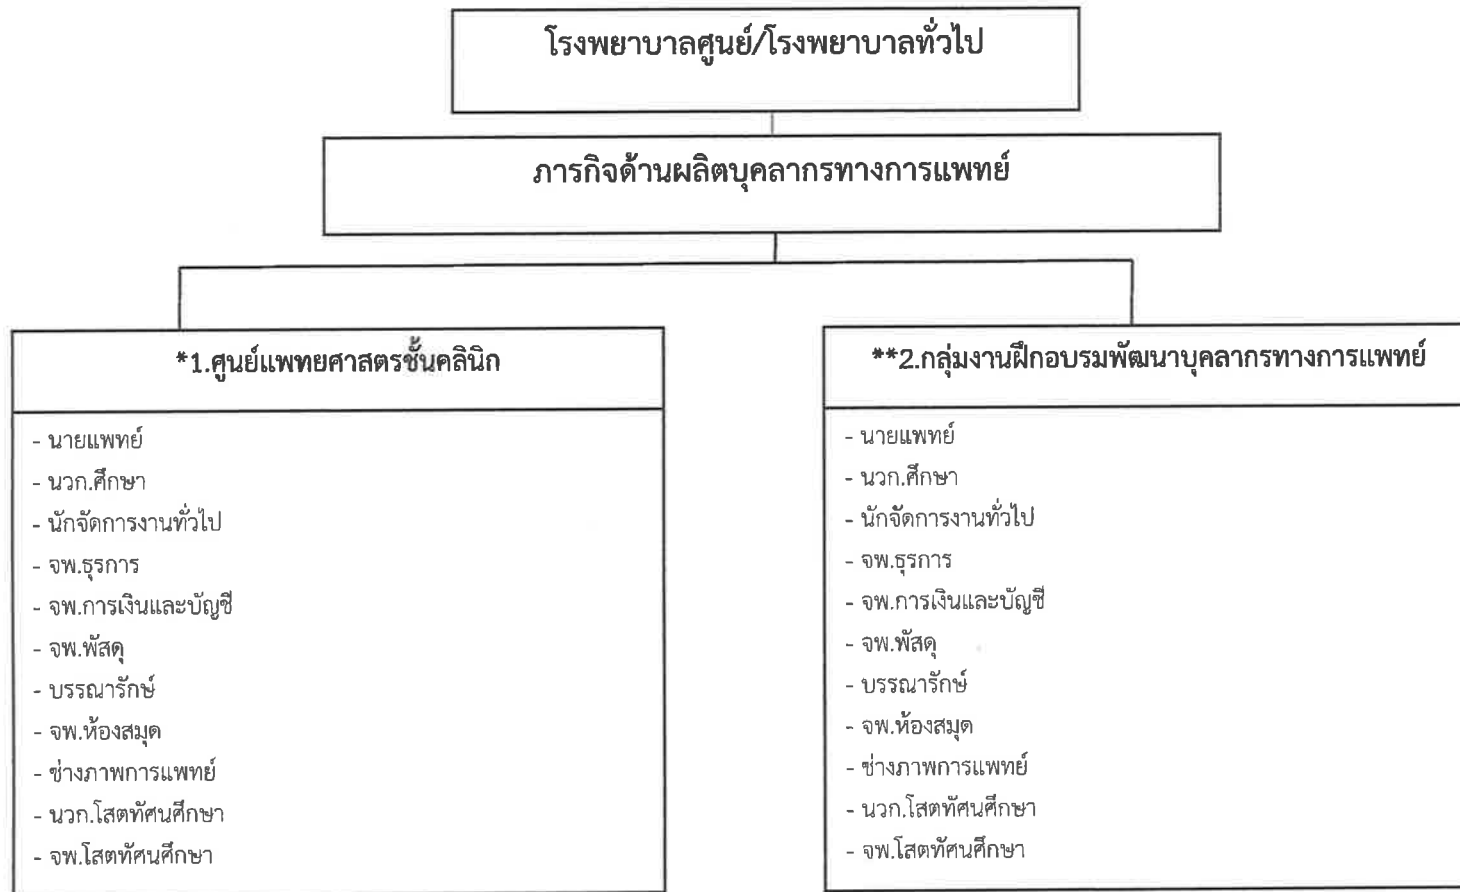 โรงพยาบาลศูนย์/โรงพยาบาลทั่วไป
ภารกิจด้านผลิตบุคลากรทางการแพทย์
*1.ศูนย์แพทยศาสตรชั้นคลินิก
- นายแพทย์
- นวก.ศึกษา
- นักจัดการงานทั่วไป
- จพ.ธุรการ
- จพ.การเงินและบัญชี
- จพ.พัสดุ
- บรรณารักษ์
- จพ.ห้องสมุด
- ช่างภาพการแพทย์
- นวก.โสตทัศนศึกษา
- จพ.โสตทัศนศึกษา
**2.กลุ่มงานฝึกอบรมพัฒนาบุคลากรทางการแพทย์
- นายแพทย์
- นวก.ศึกษา
- นักจัดการงานทั่วไป
- จพ.ธุรการ
- จพ.การเงินและบัญชี
- จพ.พัสดุ
- บรรณารักษ์
- จพ.ห้องสมุด
- ช่างภาพการแพทย์
- นวก.โสตทัศนศึกษา
- จพ.โสตทัศนศึกษา